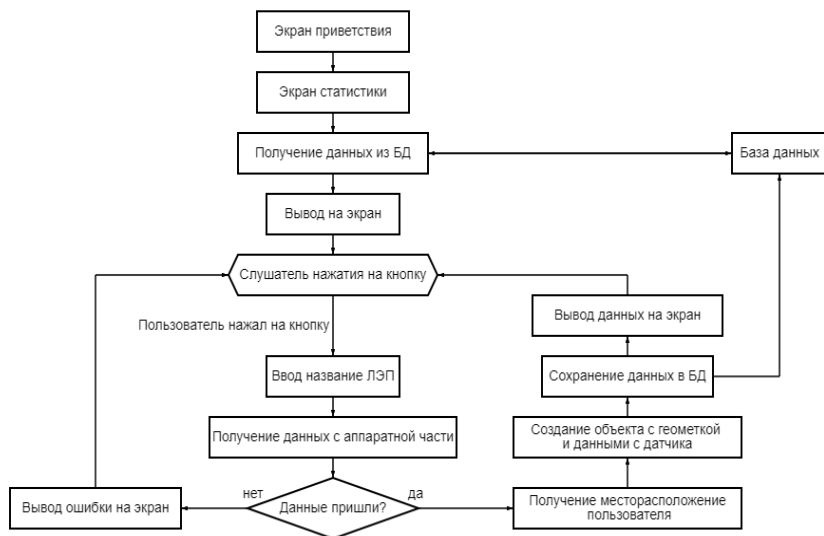 Экран приветствия
Экран статистики
Получение данных из БД
База данных
Вывод на экран
Слушатель нажатия на кнопку
Пользователь нажал на кнопку
Вывод данных на экран
Ввод название ЛЭП
Сохранение данных в БД
Получение данных с аппаратной части
Создание объекта с геометкой
и данными с датчика
нет
да
Вывод ошибки на экран
Данные пришли?
Получение месторасположение
пользователя